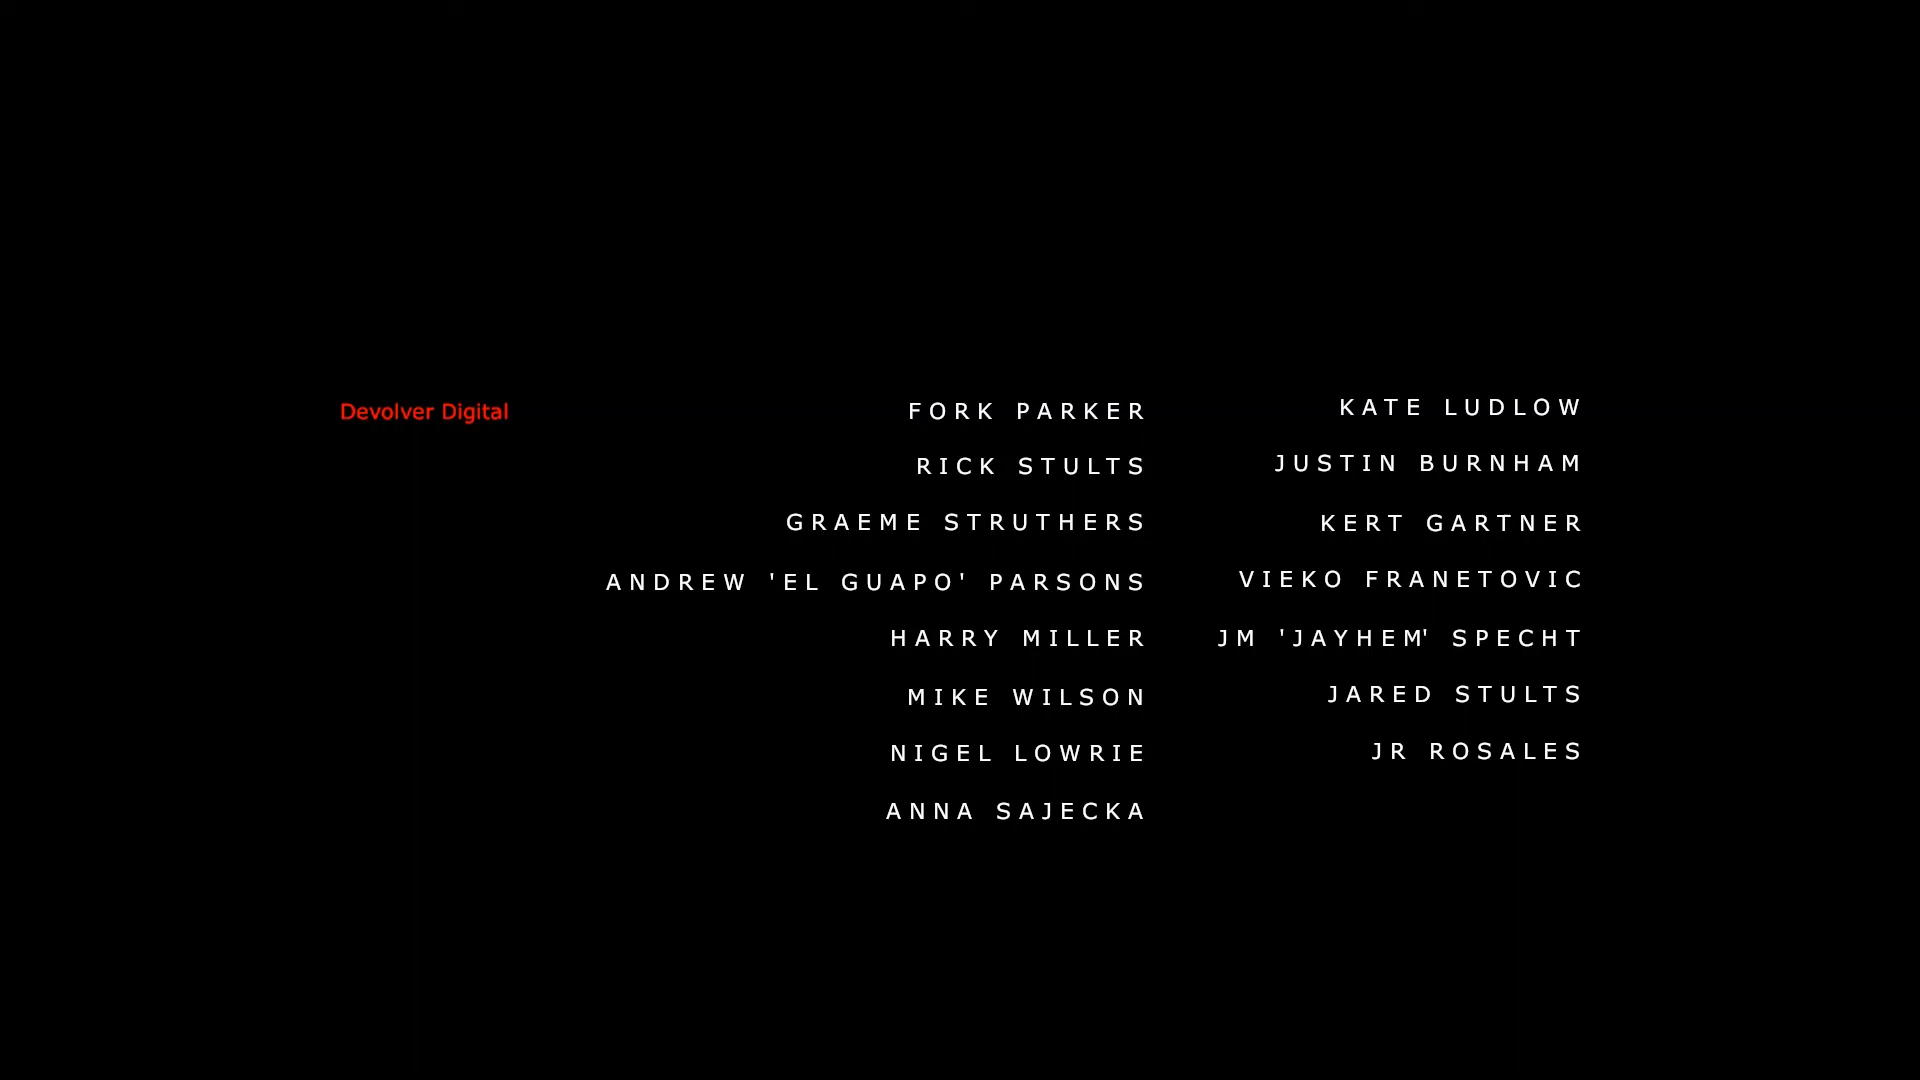 Devolver Digital
FORK PARKER
RICK STULTS
GRAEME STRUTHERS
ANDREW 'EL GUAPO' PARSONS
HARRY MILLER
MIKE WILSON
NIGEL LOWRIE
ANNA SAJECKA
KATE LUDLOW
JUSTIN BURNHAM
KERT GARTNER
VIEKO FRANETOVIC
JM 'JAYHEM' SPECHT
JARED STULTS
JR ROSALES